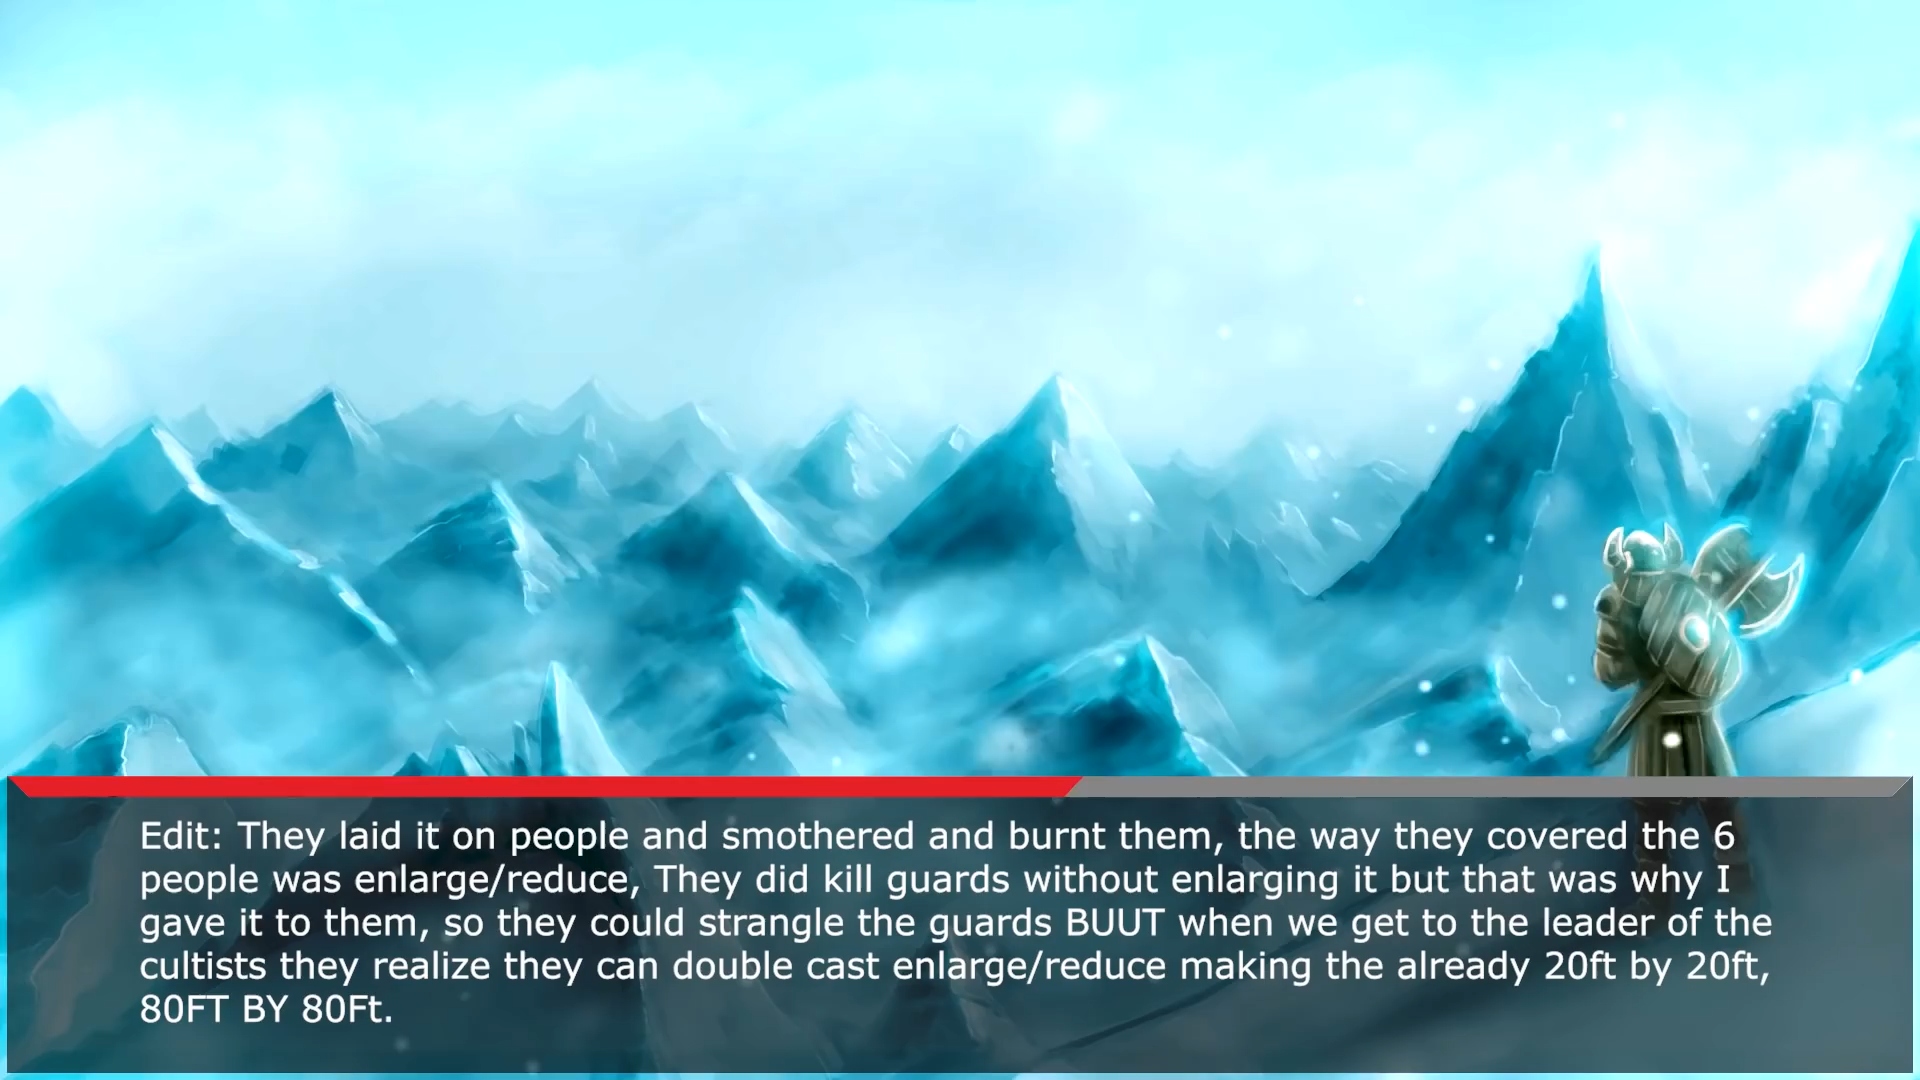 Edit: They laid it on people and smothered and burnt them, the way they covered the 6
people was enlarge/reduce, They did kill guards without enlarging it but that was why I
gave it to them, so they could strangle the guards BUUT when we get to the leader of the
cultists they realize they can double cast enlarge/reduce making the already 20ft by 20ft,
80FT BY 80Ft.